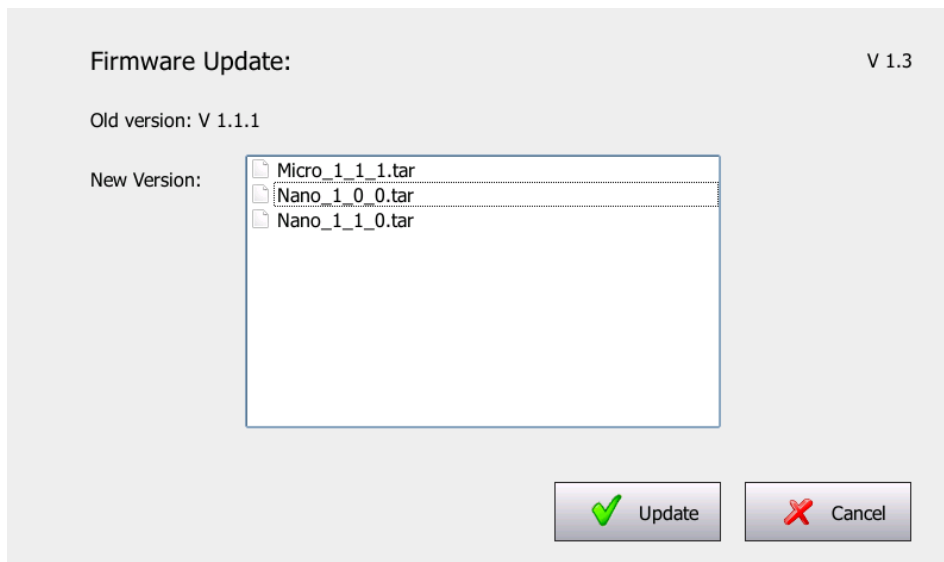 Firmware Update:
V 1.3
Old version: V 1.1.1
New Version:
Micro_1_1_1.tar
Nano_1_0_0.tar
Nano_1_1_0.tar
Update
Cancel